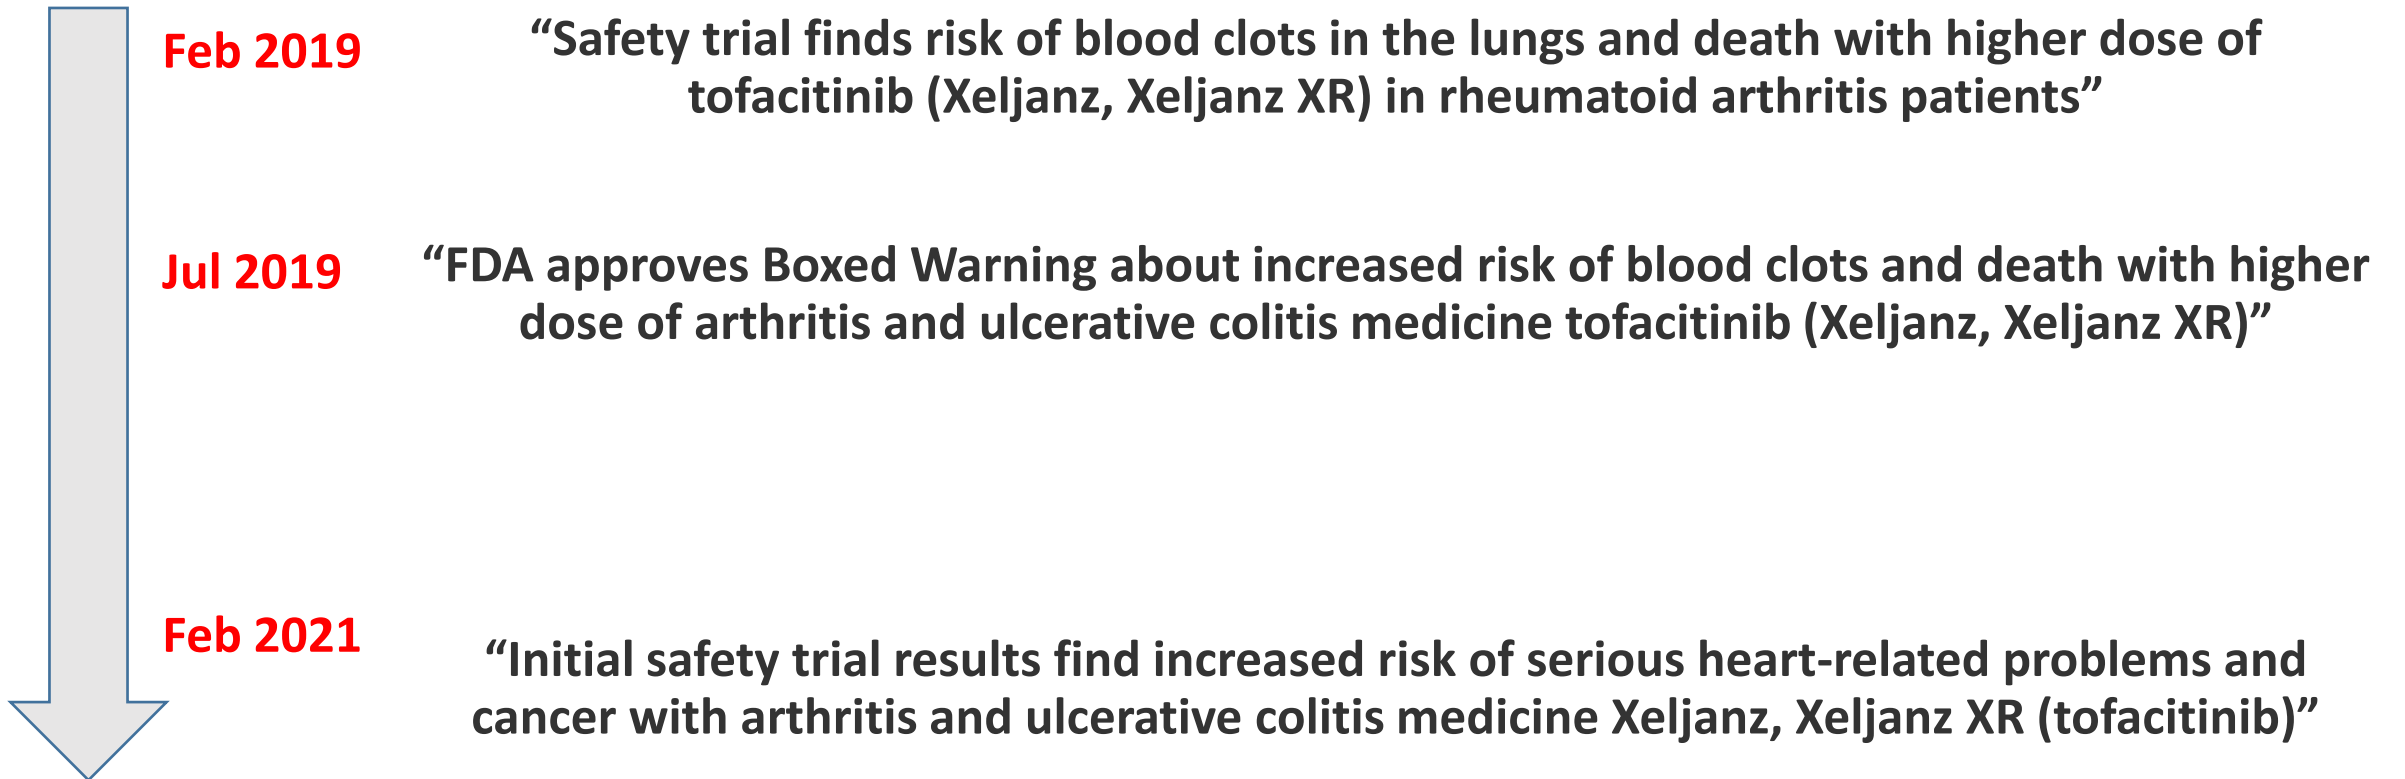 Feb 2019
“Safety trial finds risk of blood clots in the lungs and death with higher dose of
tofacitinib (Xeljanz, Xeljanz XR) in rheumatoid arthritis patients”
Jul 2019
“FDA approves Boxed Warning about increased risk of blood clots and death with higher
dose of arthritis and ulcerative colitis medicine tofacitinib (Xeljanz, Xeljanz XR)”
Feb 2021
“Initial safety trial results find increased risk of serious heart-related problems and
cancer with arthritis and ulcerative colitis medicine Xeljanz, Xeljanz XR (tofacitinib)”